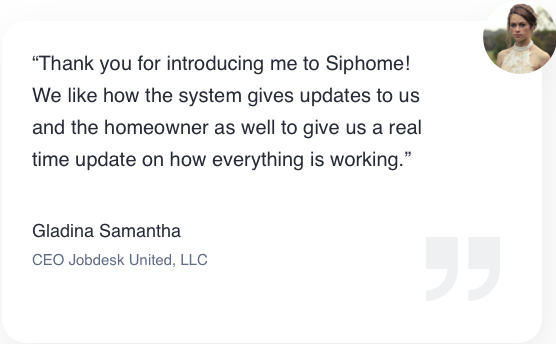 “Thank you for introducing me to Siphome!
We like how the system gives updates to us
and the homeowner as well to give us a real
time update on how everything is working.”
Gladina Samantha
CEO Jobdesk United, LLC
”